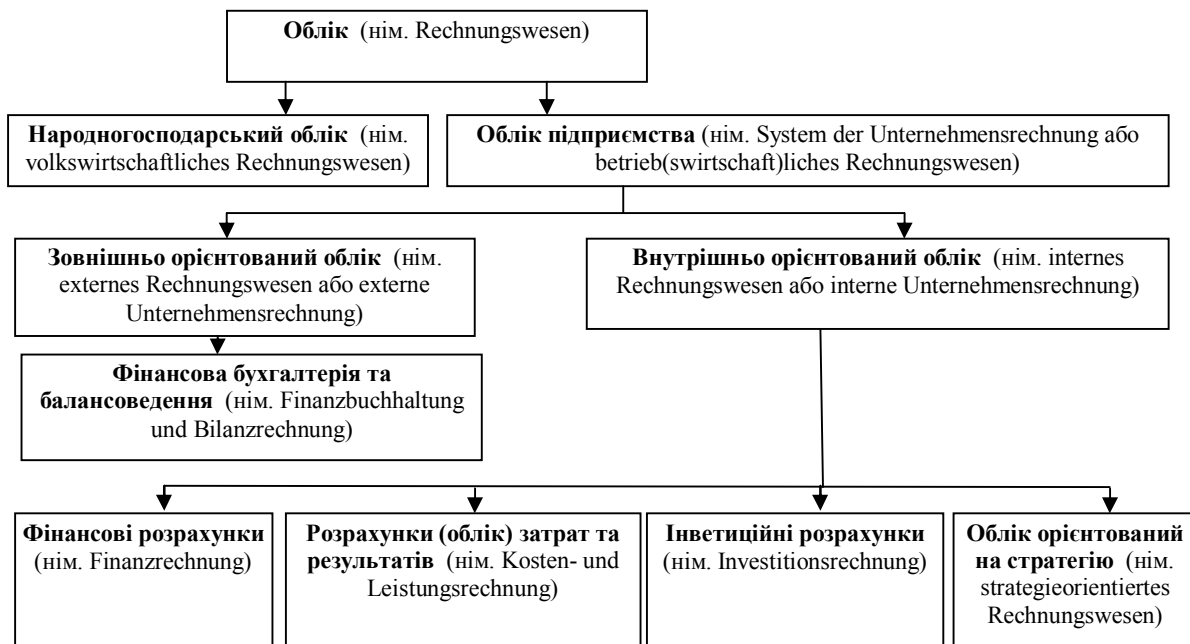 Облік (нім. Rechnungswesen)
Народногосподарський облік (нім.
volkswirtschaftliches Rechnungswesen)
Облік підприємства (нім. System der Unternehmensrechnung або
betrieb(swirtschaft)liches Rechnungswesen)
Зовнішньо орієнтований облік (нім.
externes Rechnungswesen або externe
Unternehmensrechnung)
Внутрішньо орієнтований облік (нім. internes
Rechnungswesen або interne Unternehmensrechnung)
Фінансова бухгалтерія та
балансоведення (нім. Finanzbuchhaltung
und Bilanzrechnung)
Фінансові розрахунки
(нім. Finanzrechnung)
Розрахунки (облік) затрат та
результатів (нім. Kosten- und
Leistungsrechnung)
Інветиційні розрахунки
(нім. Investitionsrechnung)
Облік орієнтований
на стратегію (нім.
strategieorientiertes
Rechnungswesen)